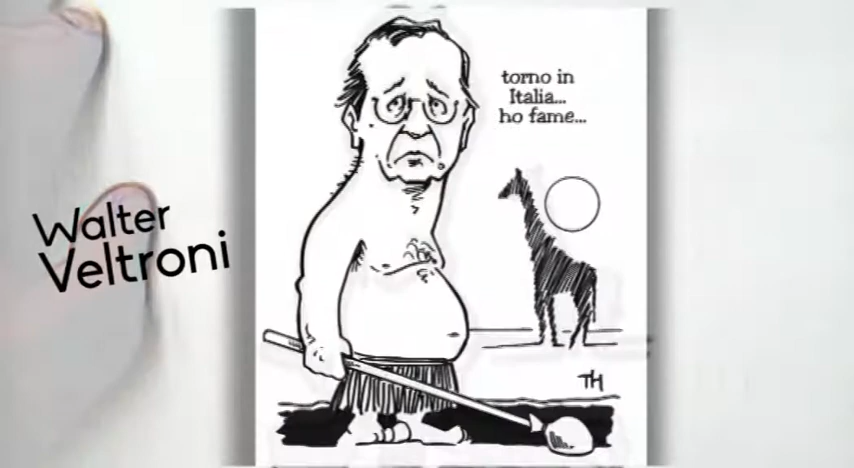 torno in
Italia...
ho fame...
Walter
Veltroni
TH